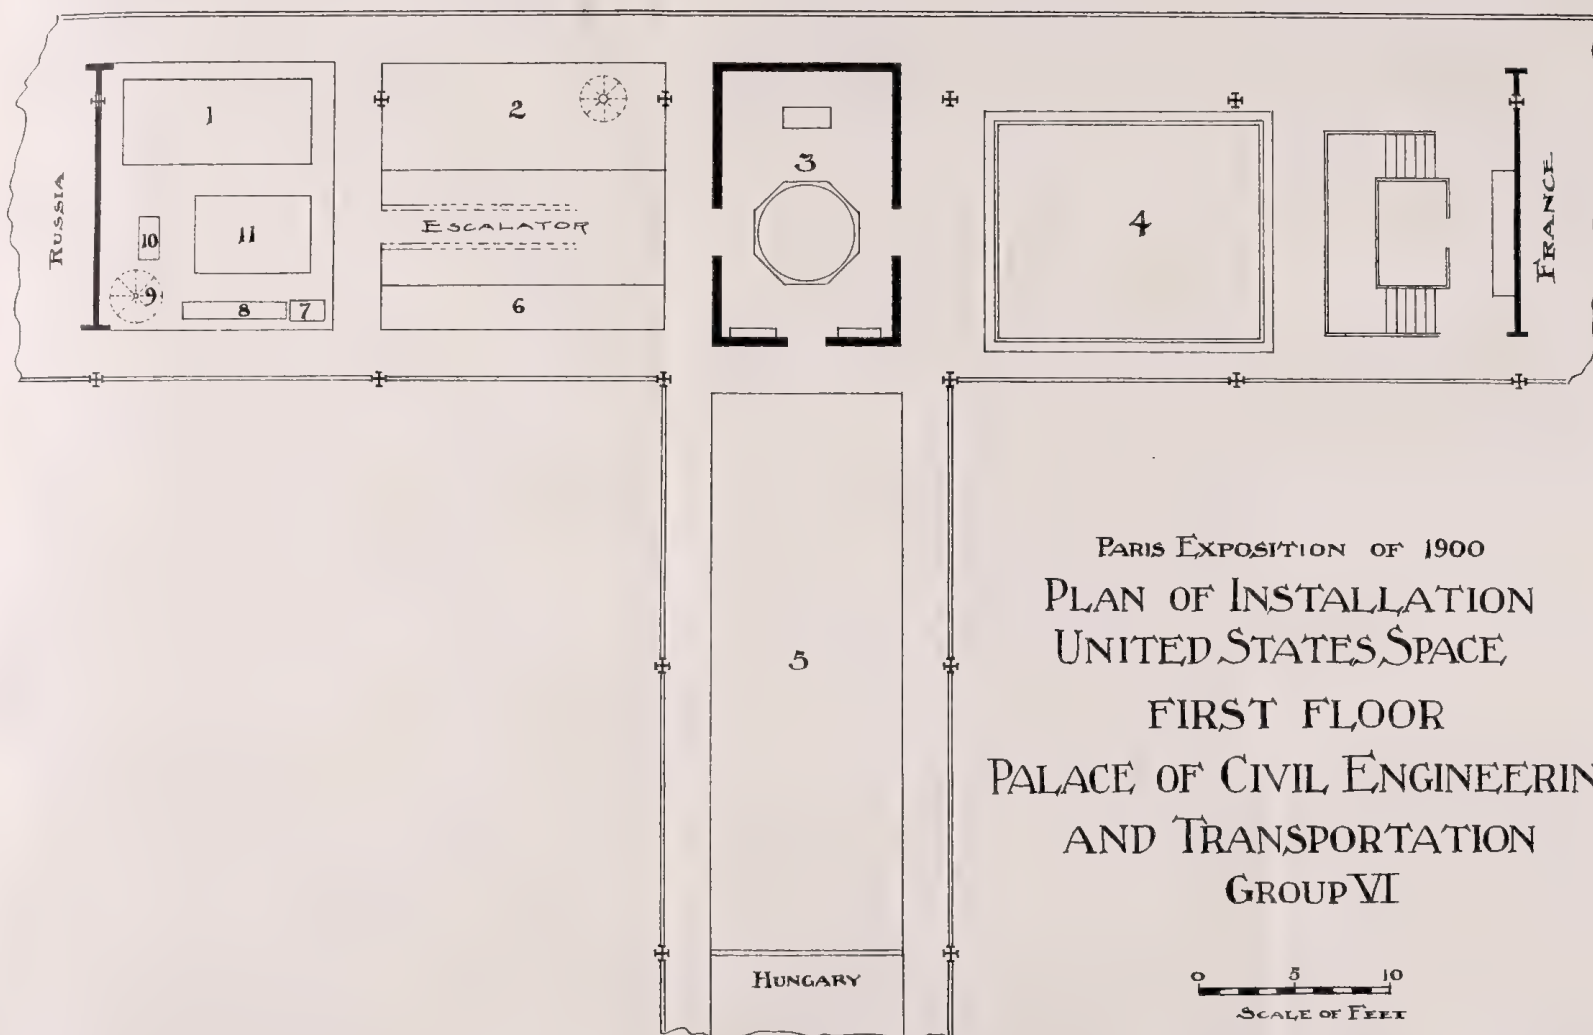 1
2
3
4
RUSSIA
10
11
ESCALATOR
FRANCE
9
8
7
6
5
PARIS EXPOSITION OF 1900
PLAN OF INSTALLATION
UNITED STATES SPACE
FIRST FLOOR
PALACE OF CIVIL ENGINEERIN
AND TRANSPORTATION
GROUP VI
HUNGARY
0 5 10
SCALE OF FEET